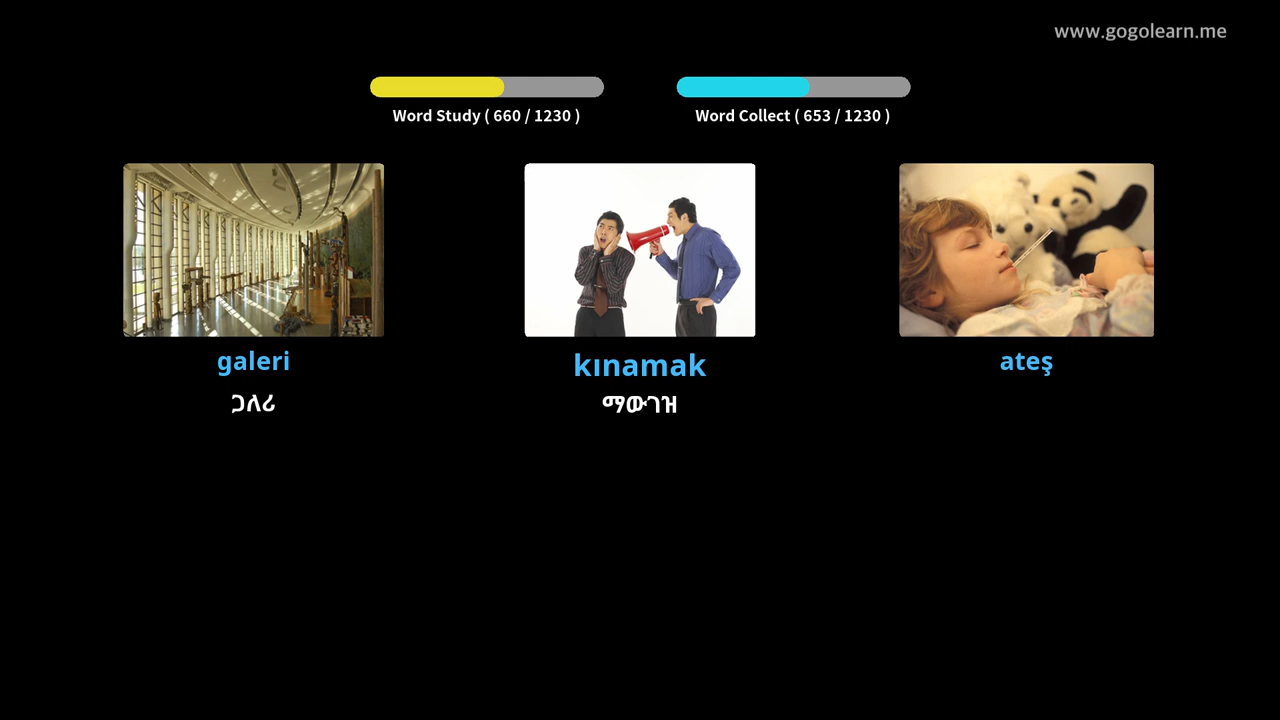 www.gogolearn.me
Word Study ( 660 / 1230 )
Word Collect ( 653 / 1230 )
galeri
ጋለሪ
kınamak
ማውገዝ
ateş